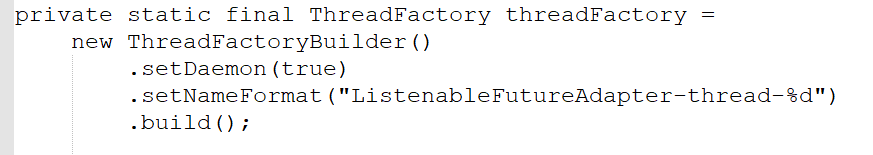 private static final ThreadFactory threadFactory =
    new ThreadFactoryBuilder()
        .setDaemon(true)
        .setNameFormat("ListenableFutureAdapter-thread-%d")
        .build();